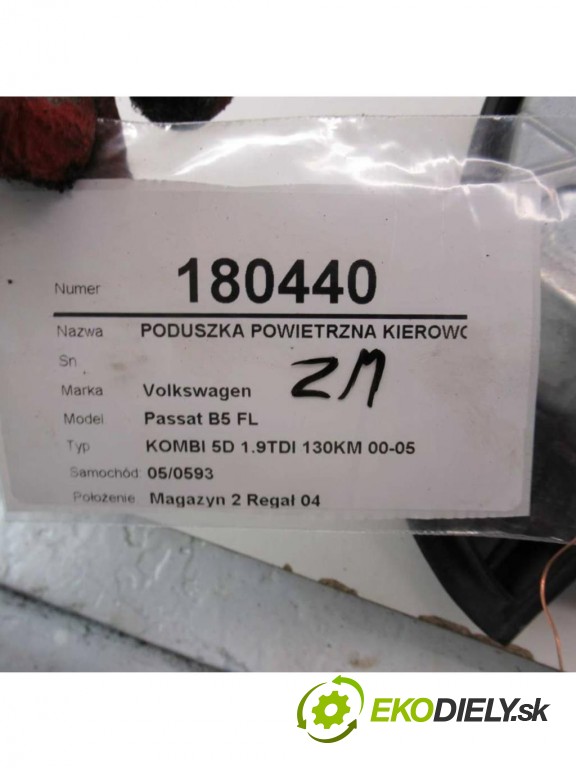 Numer 180440
Nazwa PODUSZKA POWIETRZNA KIEROWC
Sn
Marka Volkswagen
ZM
Model Passat B5 FL
Typ KOMBI 5D 1.9TDI 130KM 00-05
Samochód: 05/0593
Położenie Magazyn 2 Regał 04
EKODIELY.sk